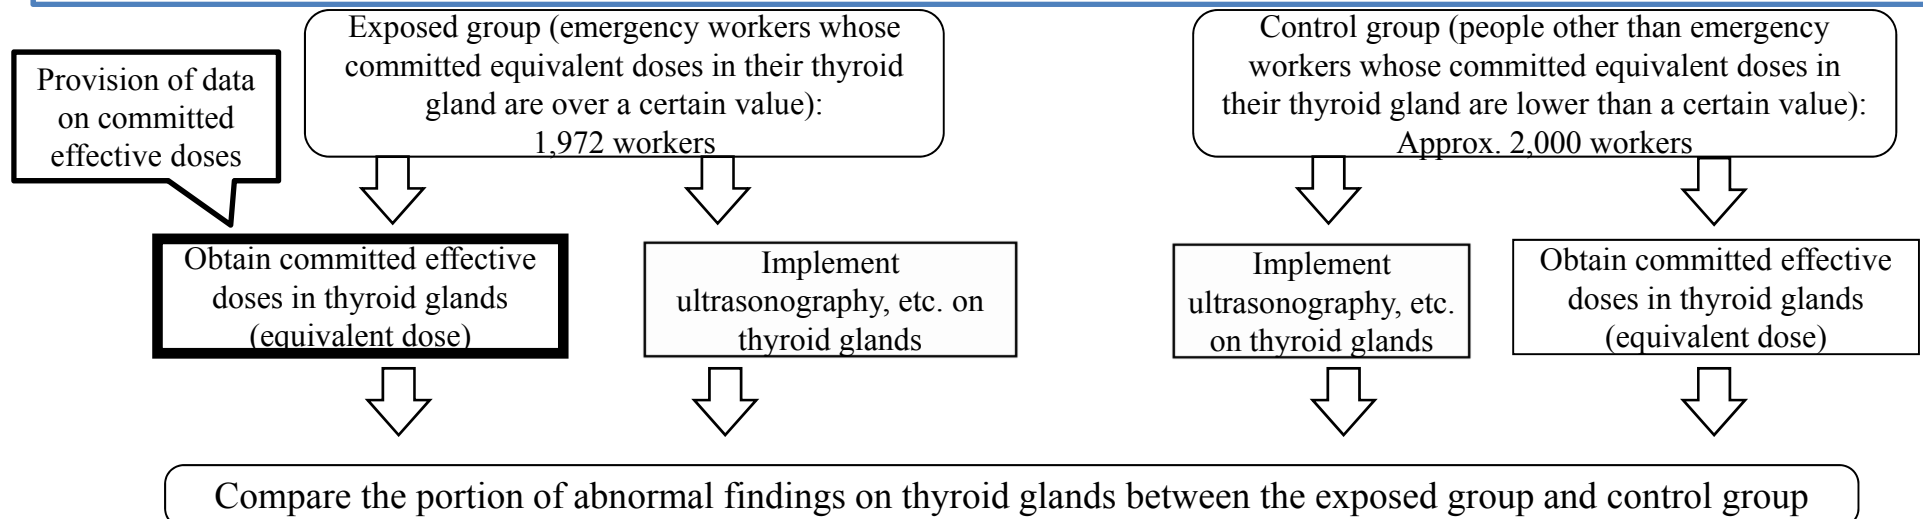 Exposed group (emergency workers whose
committed equivalent doses in their thyroid
gland are over a certain value):
1,972 workers
Control group (people other than emergency
workers whose committed equivalent doses in
their thyroid gland are lower than a certain value):
Approx. 2,000 workers
Provision of data
on committed
effective doses
Obtain committed effective
doses in thyroid glands
(equivalent dose)
Implement
ultrasonography, etc. on
thyroid glands
Implement
ultrasonography, etc.
on thyroid glands
Obtain committed effective
doses in thyroid glands
(equivalent dose)
Compare the portion of abnormal findings on thyroid glands between the exposed group and control group